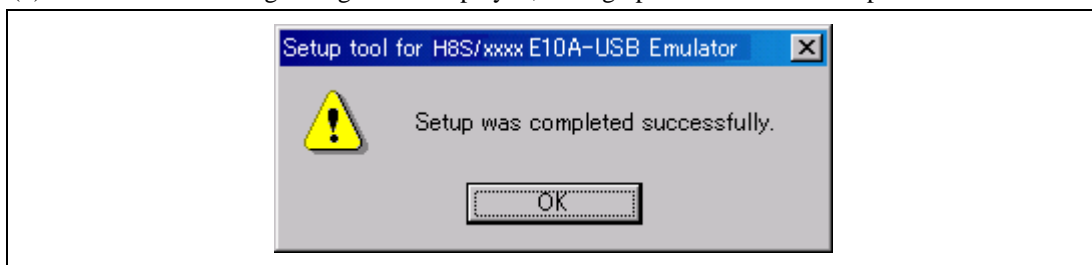 Setup tool for H8S/xxxx E10A-USB Emulator
Setup was completed successfully.
OK